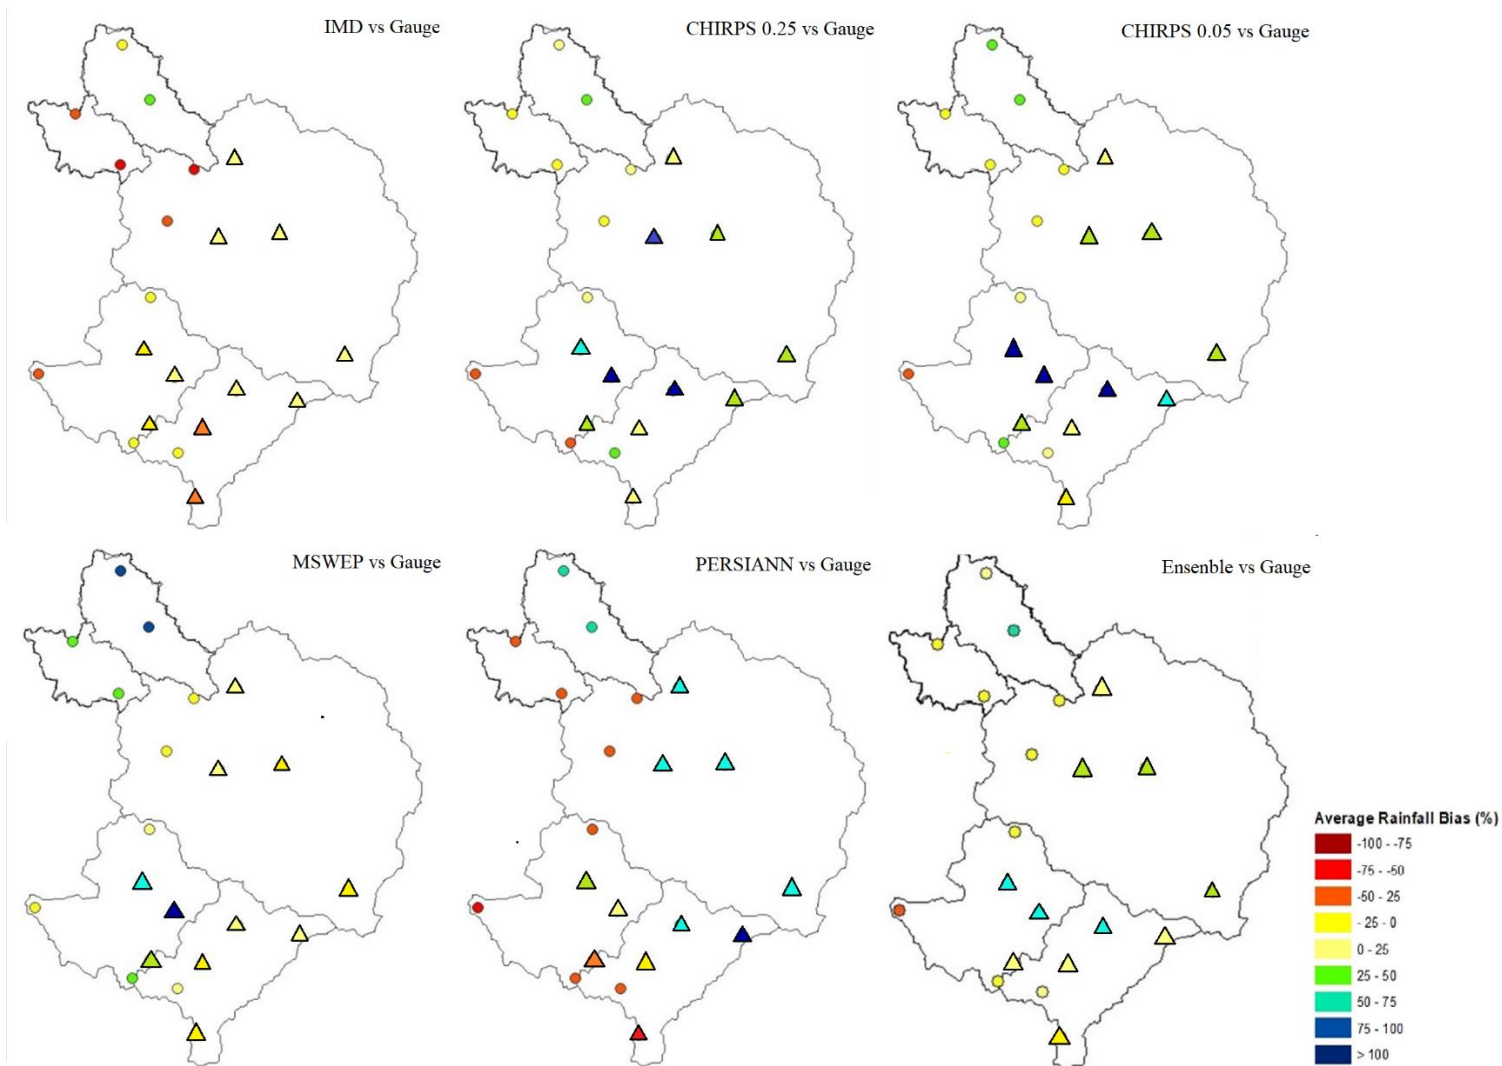 IMD vs Gauge
CHIRPS 0.25 vs Gauge
CHIRPS 0.05 vs Gauge
MSWEP vs Gauge
PERSIANN vs Gauge
Ensenble vs Gauge
Average Rainfall Bias (%)
-100 - -75
-75 - -50
-50 - 25
- 25 - 0
0 - 25
25 - 50
50 - 75
75 - 100
> 100